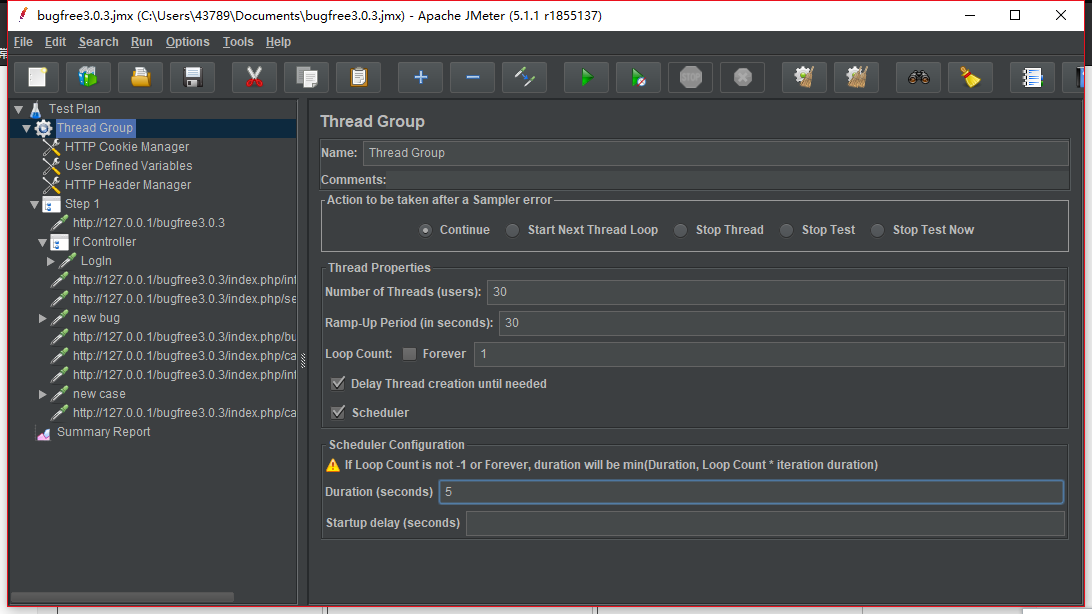 bugfree3.0.3.jmx (C:\Users\43789\Documents\bugfree3.0.3.jmx) - Apache JMeter (5.1.1 r1855137)
File Edit Search Run Options Tools Help
STOP
Test Plan
Thread Group
HTTP Cookie Manager
User Defined Variables
HTTP Header Manager
Step 1
http://127.0.0.1/bugfree3.0.3
If Controller
LogIn
http://127.0.0.1/bugfree3.0.3/index.php/inf
http://127.0.0.1/bugfree3.0.3/index.php/se
new bug
http://127.0.0.1/bugfree3.0.3/index.php/bu
http://127.0.0.1/bugfree3.0.3/index.php/ca
http://127.0.0.1/bugfree3.0.3/index.php/inf
new case
http://127.0.0.1/bugfree3.0.3/index.php/ca
Summary Report
Thread Group
Name: Thread Group
Comments:
Action to be taken after a Sampler error
Continue Start Next Thread Loop Stop Thread Stop Test Stop Test Now
Thread Properties
Number of Threads (users): 30
Ramp-Up Period (in seconds): 30
Loop Count: Forever 1
Delay Thread creation until needed
Scheduler
Scheduler Configuration
If Loop Count is not -1 or Forever, duration will be min(Duration, Loop Count * iteration duration)
Duration (seconds) 5
Startup delay (seconds)